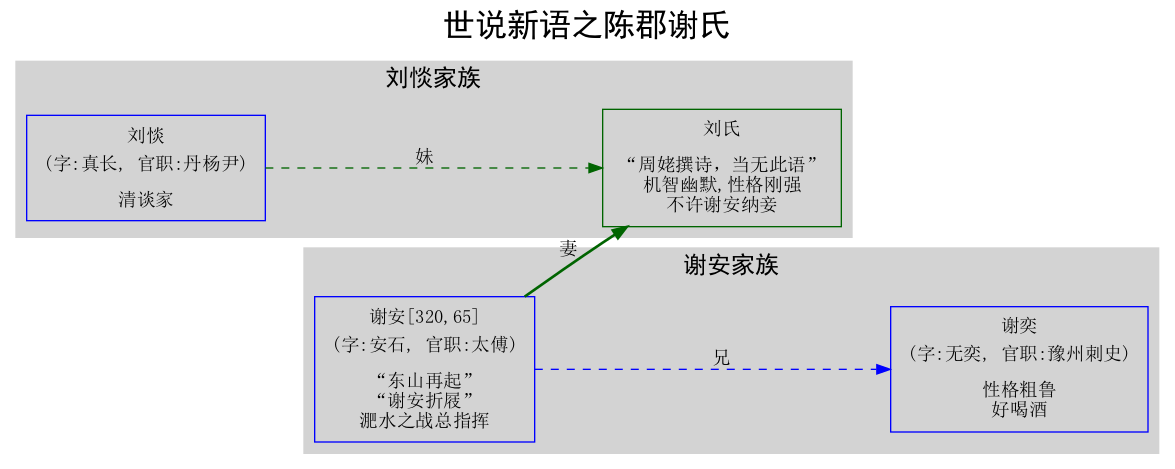 世说新语之陈郡谢氏
刘惔家族
刘惔
(字:真长, 官职:丹杨尹)
清谈家
妹
刘氏
“周姥撰诗，当无此语”
机智幽默,性格刚强
不许谢安纳妾
妻
谢安家族
谢安[320,65]
(字:安石, 官职:太傅)
“东山再起”
“谢安折屐”
淝水之战总指挥
兄
谢奕
(字:无奕, 官职:豫州刺史)
性格粗鲁
好喝酒